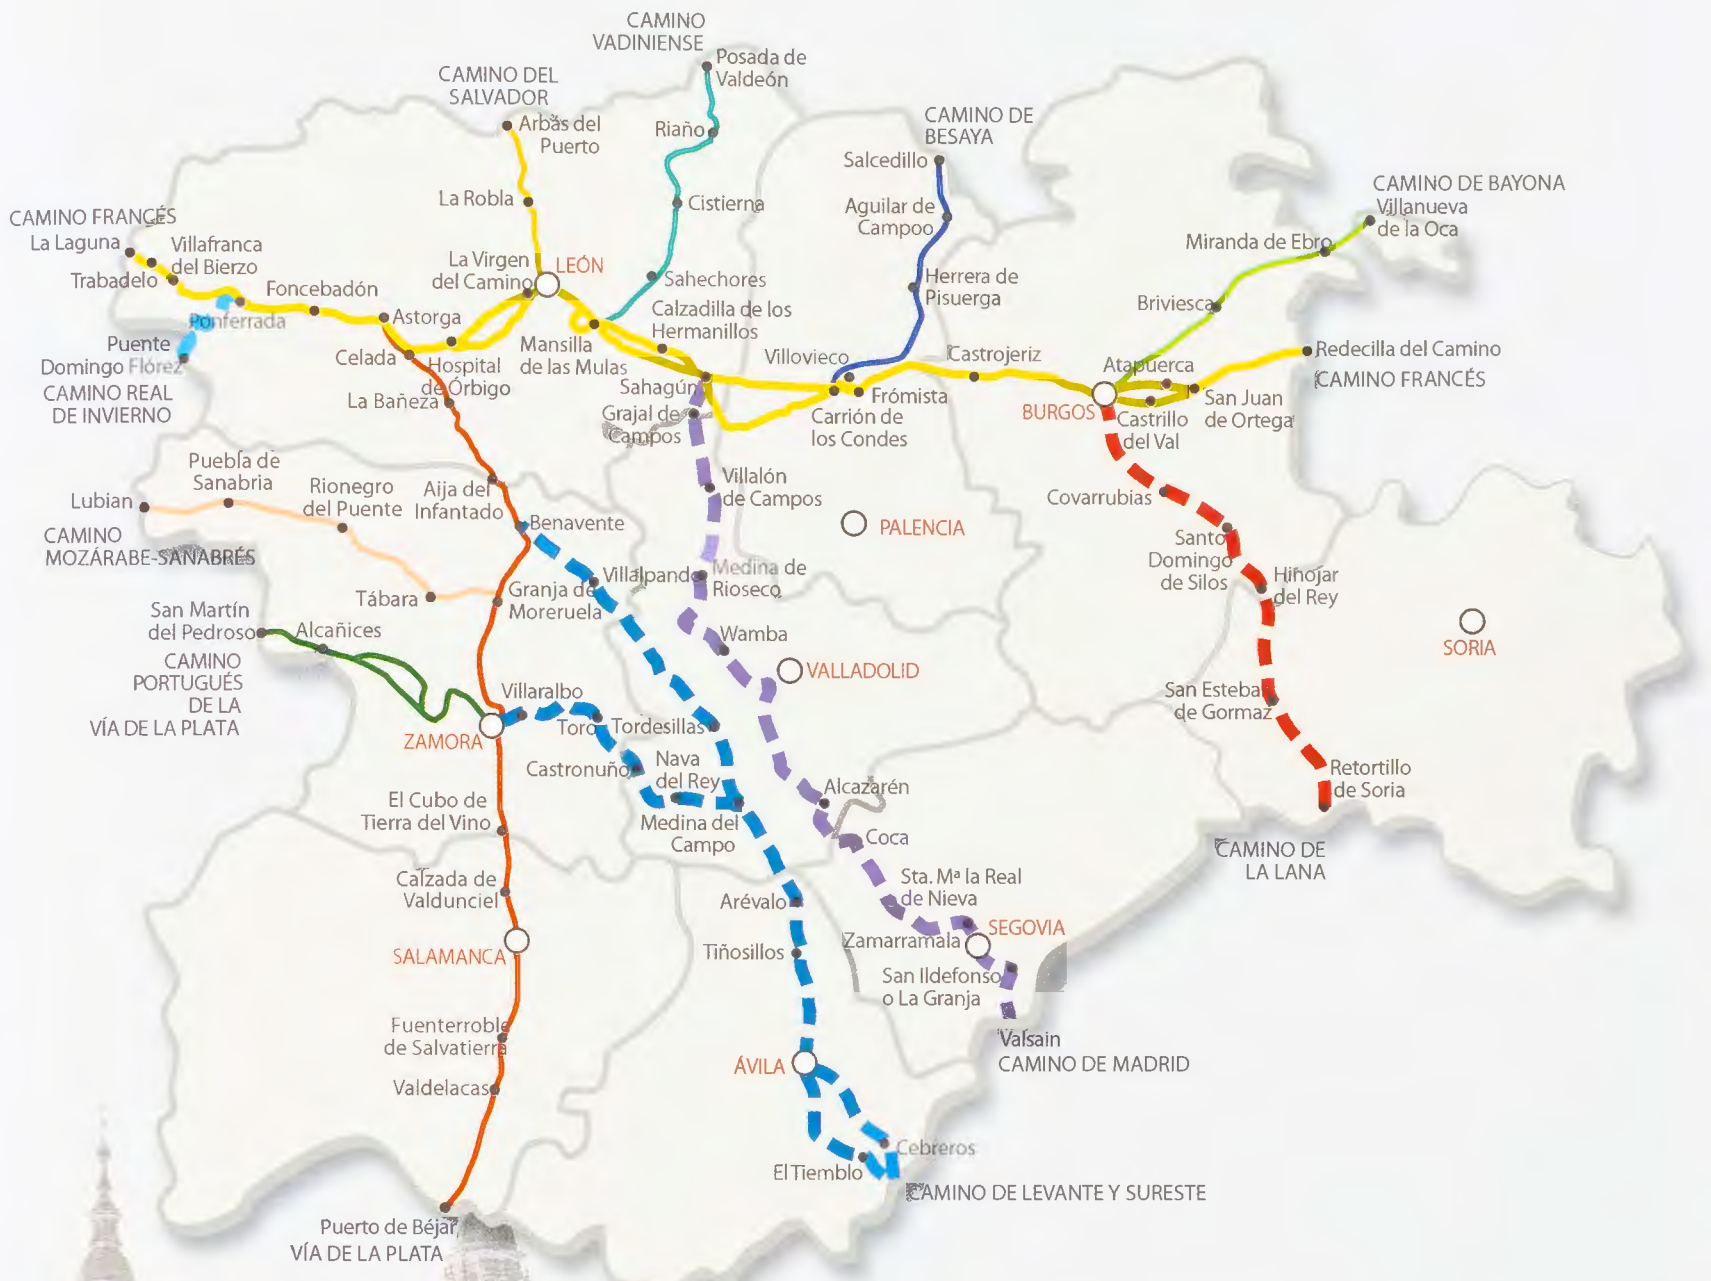 CAMINO
VADINIENSE
Posada de
Valdeón
CAMINO DEL
SALVADOR
Arbás del
Puerto
Riaño
CAMINO DE
BESAYA
Salcedillo
La Robla
Cistierna
Aguilar de
Campoo
CAMINO DE BAYONA
Villanueva
de la Oca
Miranda de Ebro
CAMINO FRANCÉS
La Laguna
Villafranca
del Bierzo
Trabadelo
Foncebadón
La Virgen
del Camino
LEÓN
Sahechores
Herrera de
Pisuerga
Briviesca
Ponferrada
Astorga
Calzadilla de los
Hermanillos
Puente
Domingo Flórez
CAMINO REAL
DE INVIERNO
Celada
Hospital
de Órbigo
Mansilla
de las Mulas
Villovieco
Castrojeriz
Atapuerca
Redecilla del Camino
CAMINO FRANCÉS
La Bañeza
Sahagún
Grajal de
Campos
Carrión de
los Condes
Frómista
BURGOS
Castrillo
del Val
San Juan
de Ortega
Puebla de
Sanabria
Lubian
Rionegro
del Puente
Aija del
Infantado
Benavente
Villalón
de Campos
PALENCIA
Covarrubias
CAMINO
MOZÁRABE-SANABRÉS
Santo
Domingo
de Silos
Tábara
Granja de
Moreruela
Villalpando
Medina de
Rioseco
Hinojar
del Rey
San Martín
del Pedroso
Alcañices
Wamba
SORIA
CAMINO
PORTUGUÉS
DE LA
VÍA DE LA PLATA
VALLADOLID
Villaralbo
San Esteban
de Gormaz
ZAMORA
Toro
Tordesillas
Castronuño
Nava
del Rey
Retortillo
de Soria
El Cubo de
Tierra del Vino
Medina del
Campo
Alcazarén
Coca
CAMINO DE
LA LANA
Calzada de
Valdunciel
Arévalo
Sta. Mª la Real
de Nieva
SALAMANCA
Tiñosillos
Zamarramala
SEGOVIA
San Ildefonso
o La Granja
Fuenterroble
de Salvatierra
Valsain
CAMINO DE MADRID
ÁVILA
Valdelacasa
Cebreros
El Tiemblo
CAMINO DE LEVANTE Y SURESTE
Puerto de Béjar
VÍA DE LA PLATA